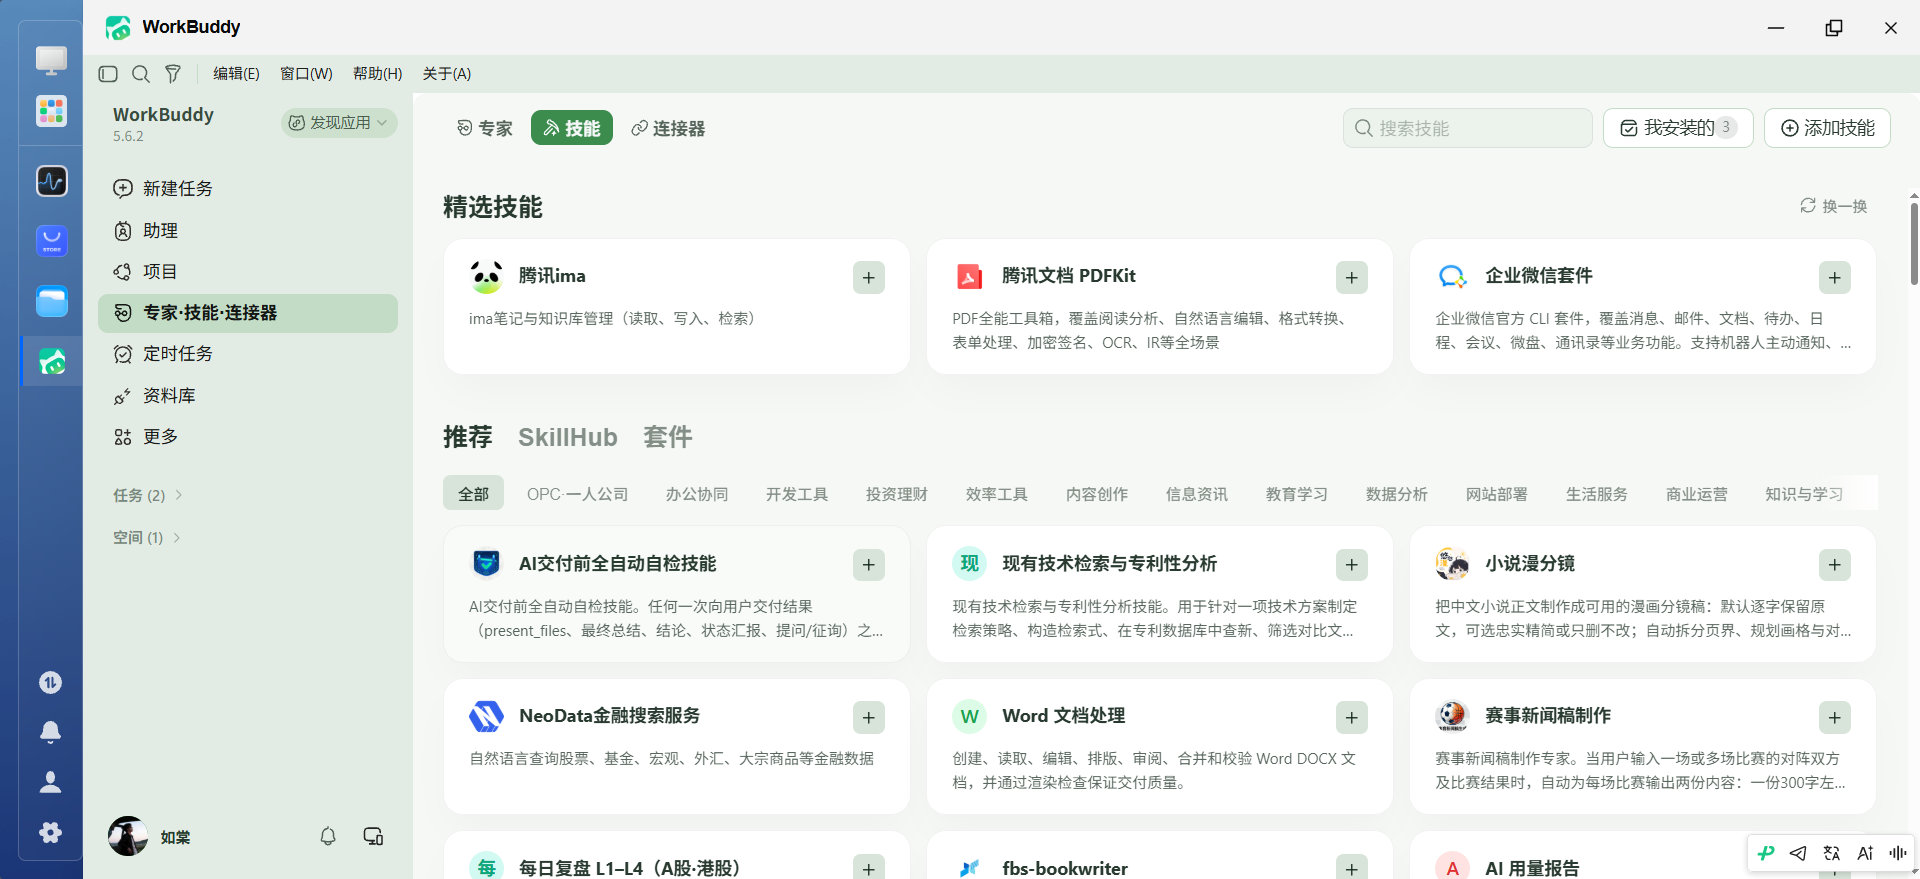 WorkBuddy
编辑(E) 窗口(W) 帮助(H) 关于(A)
WorkBuddy
5.6.2
发现应用
新建任务
助理
项目
专家·技能·连接器
定时任务
资料库
更多
任务 (2)
空间 (1)
如棠
STORE
专家 技能 连接器
搜索技能
我安装的 3
添加技能
精选技能
换一换
腾讯ima
ima笔记与知识库管理（读取、写入、检索）
腾讯文档 PDFKit
PDF全能工具箱，覆盖阅读分析、自然语言编辑、格式转换、
表单处理、加密签名、OCR、IR等全场景
企业微信套件
企业微信官方 CLI 套件，覆盖消息、邮件、文档、待办、日
程、会议、微盘、通讯录等业务功能。支持机器人主动通知、...
推荐 SkillHub 套件
全部 OPC·一人公司 办公协同 开发工具 投资理财 效率工具 内容创作 信息资讯 教育学习 数据分析 网站部署 生活服务 商业运营 知识与学习
AI交付前全自动自检技能
AI交付前全自动自检技能。任何一次向用户交付结果
（present_files、最终总结、结论、状态汇报、提问/征询）之...
现
现有技术检索与专利性分析
现有技术检索与专利性分析技能。用于针对一项技术方案制定
检索策略、构造检索式、在专利数据库中查新、筛选对比文...
小说漫分镜
把中文小说正文制作成可用的漫画分镜稿：默认逐字保留原
文，可选忠实精简或只删不改；自动拆分页界、规划画格与对...
NeoData金融搜索服务
自然语言查询股票、基金、宏观、外汇、大宗商品等金融数据
W
Word 文档处理
创建、读取、编辑、排版、审阅、合并和校验 Word DOCX 文
档，并通过渲染检查保证交付质量。
赛事新闻稿制作
赛事新闻稿制作专家。当用户输入一场或多场比赛的对阵双方
及比赛结果时，自动为每场比赛输出两份内容：一份300字左...
每
每日复盘 L1–L4（A股·港股）
fbs-bookwriter
A
AI 用量报告